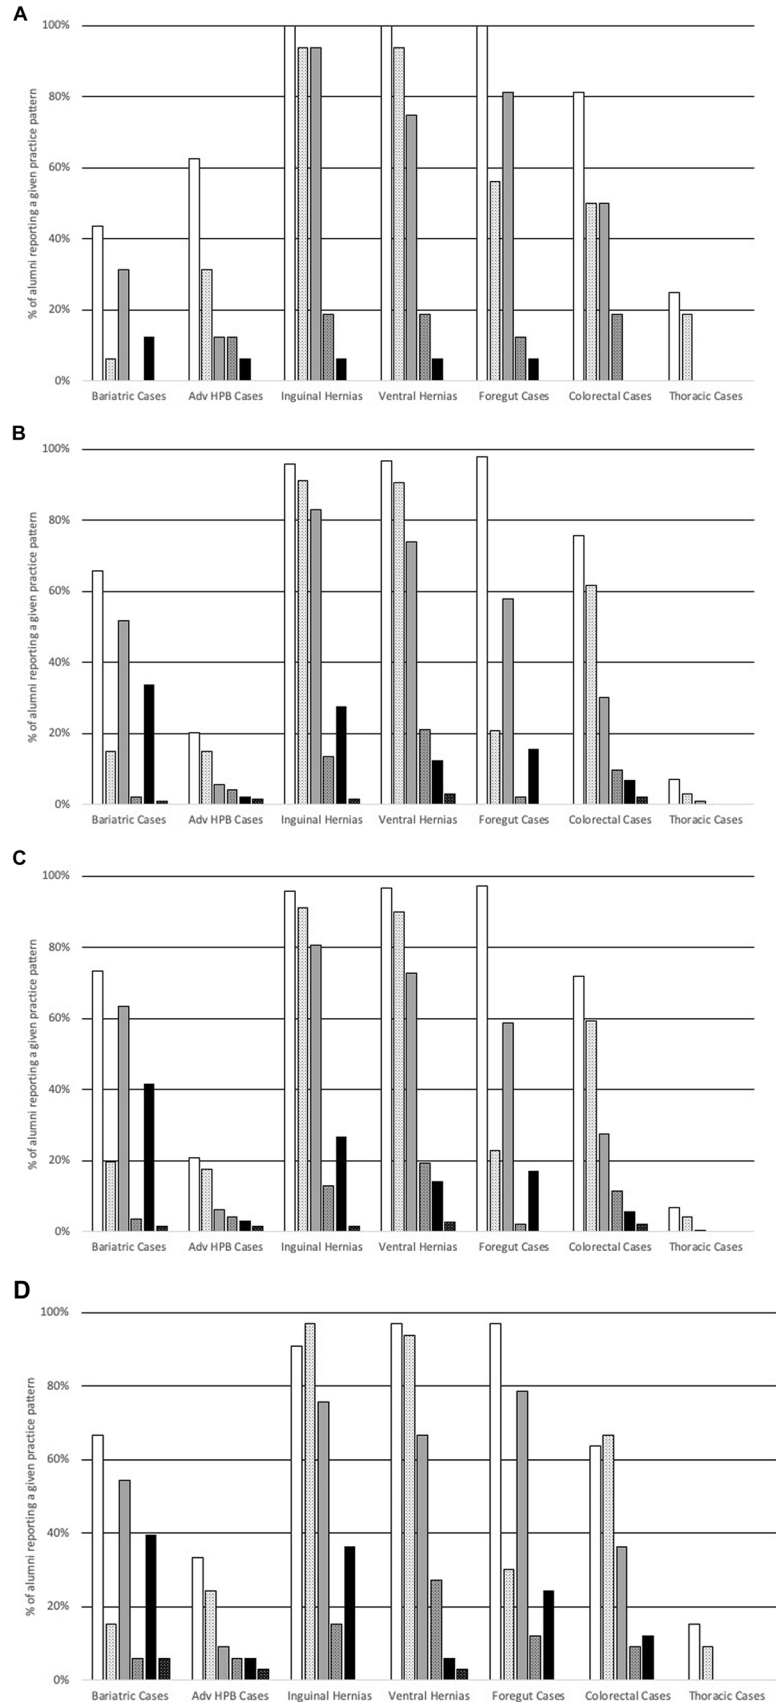 A
% of alumni reporting a given practice pattern
100%
80%
60%
40%
20%
0%
Bariatric Cases Adv HPB Cases Inguinal Hernias Ventral Hernias Foregut Cases Colorectal Cases Thoracic Cases
B
% of alumni reporting a given practice pattern
100%
80%
60%
40%
20%
0%
Bariatric Cases Adv HPB Cases Inguinal Hernias Ventral Hernias Foregut Cases Colorectal Cases Thoracic Cases
C
% of alumni reporting a given practice pattern
100%
80%
60%
40%
20%
0%
Bariatric Cases Adv HPB Cases Inguinal Hernias Ventral Hernias Foregut Cases Colorectal Cases Thoracic Cases
D
% of alumni reporting a given practice pattern
100%
80%
60%
40%
20%
0%
Bariatric Cases Adv HPB Cases Inguinal Hernias Ventral Hernias Foregut Cases Colorectal Cases Thoracic Cases